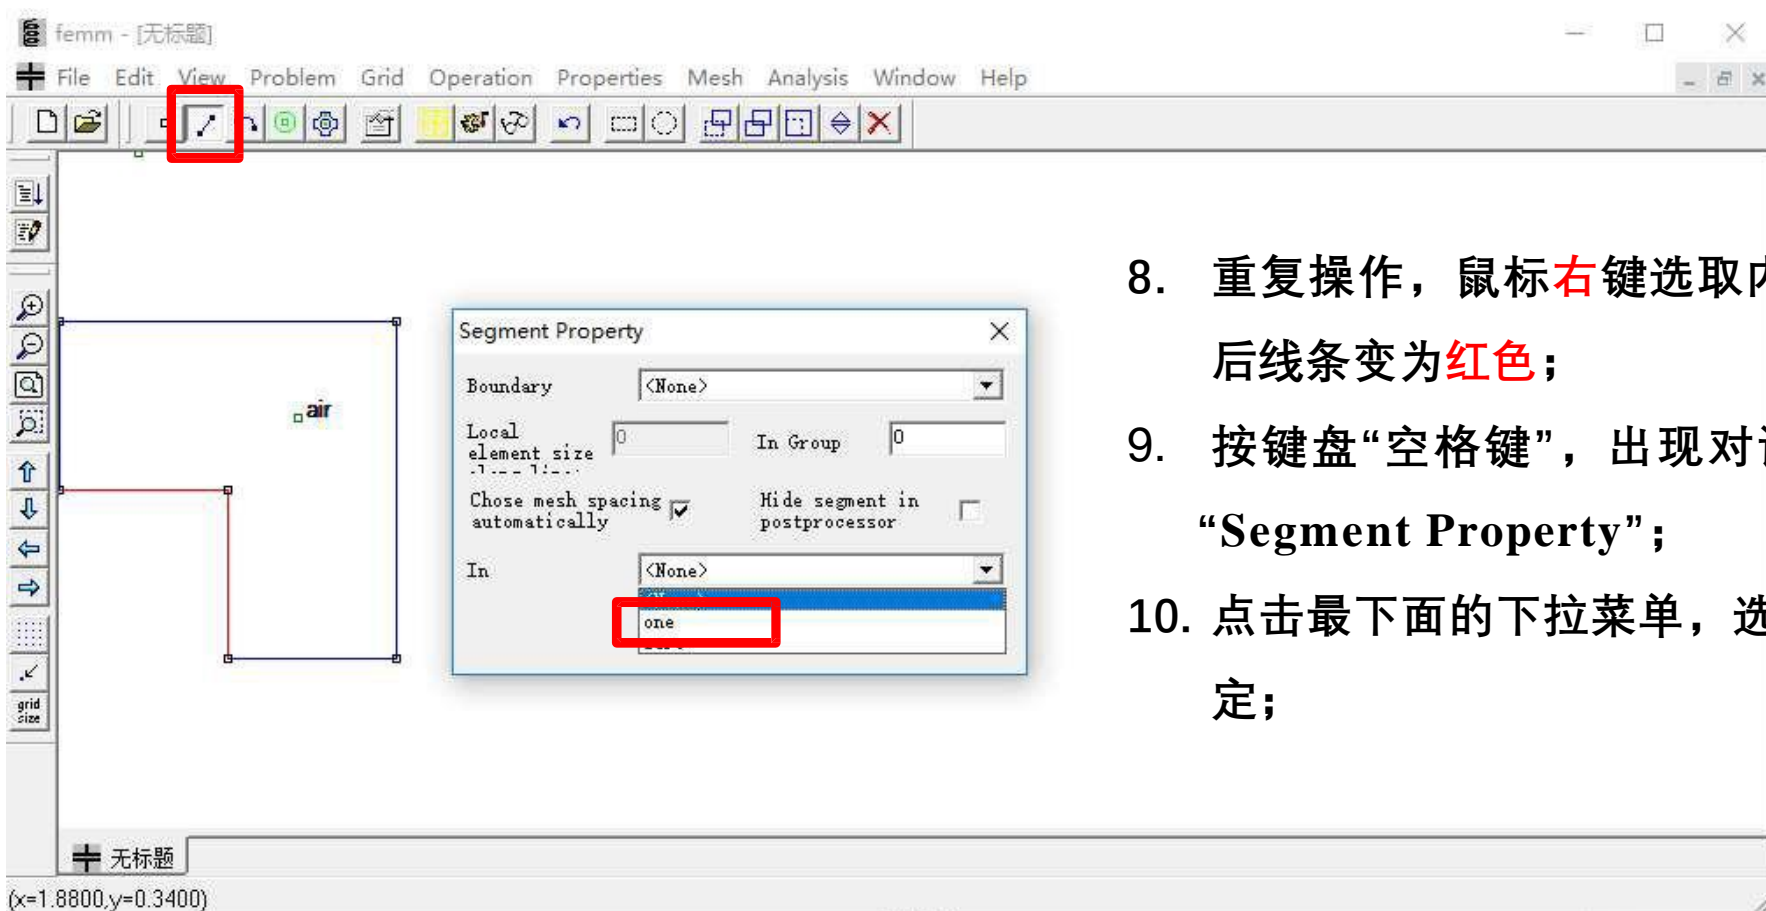 femm - [无标题]
File Edit View Problem Grid Operation Properties Mesh Analysis Window Help
grid
size
air
Segment Property
Boundary <None>
Local
element size
0
In Group 0
Chose mesh spacing
automatically
Hide segment in
postprocessor
In <None>
one
8. 重复操作，鼠标右键选取
后线条变为红色；
9. 按键盘“空格键”，出现对
“Segment Property”；
10. 点击最下面的下拉菜单，选
定；
无标题
(x=1.8800,y=0.3400)